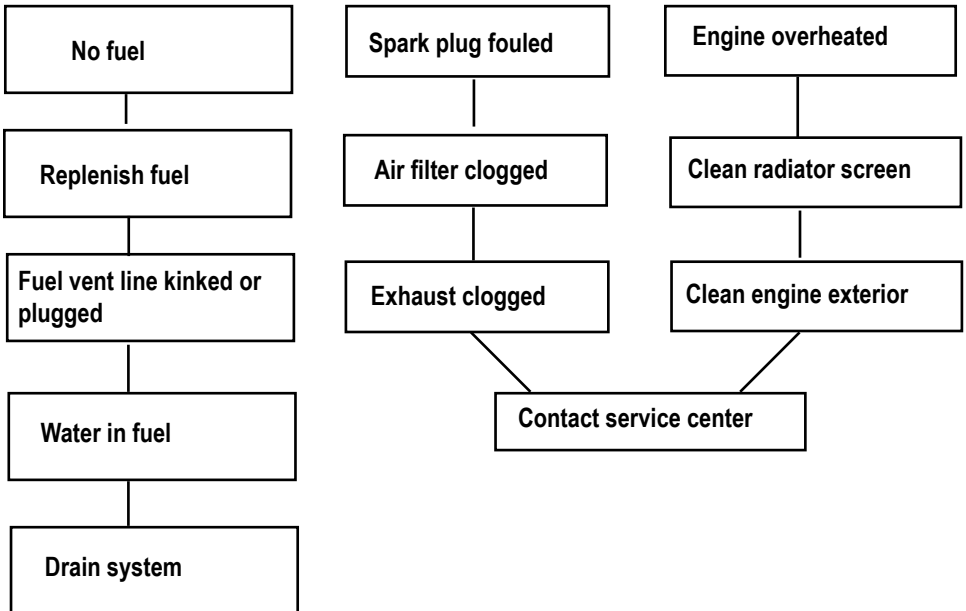 No fuel
Replenish fuel
Fuel vent line kinked or
plugged
Water in fuel
Drain system
Spark plug fouled
Air filter clogged
Exhaust clogged
Engine overheated
Clean radiator screen
Clean engine exterior
Contact service center